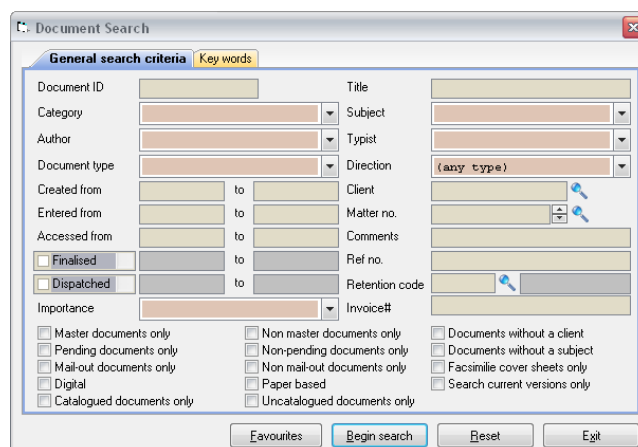 Document Search
General search criteria Key words
Document ID Title
Category Subject
Author Typist
Document type Direction (any type)
Created from to Client
Entered from to Matter no.
Accessed from to Comments
Finalised to Ref no.
Dispatched to Retention code
Importance Invoice#
Master documents only Non master documents only Documents without a client
Pending documents only Non-pending documents only Documents without a subject
Mail-out documents only Non mail-out documents only Facsimilie cover sheets only
Digital Paper based Search current versions only
Catalogued documents only Uncatalogued documents only
Favourites Begin search Reset Exit